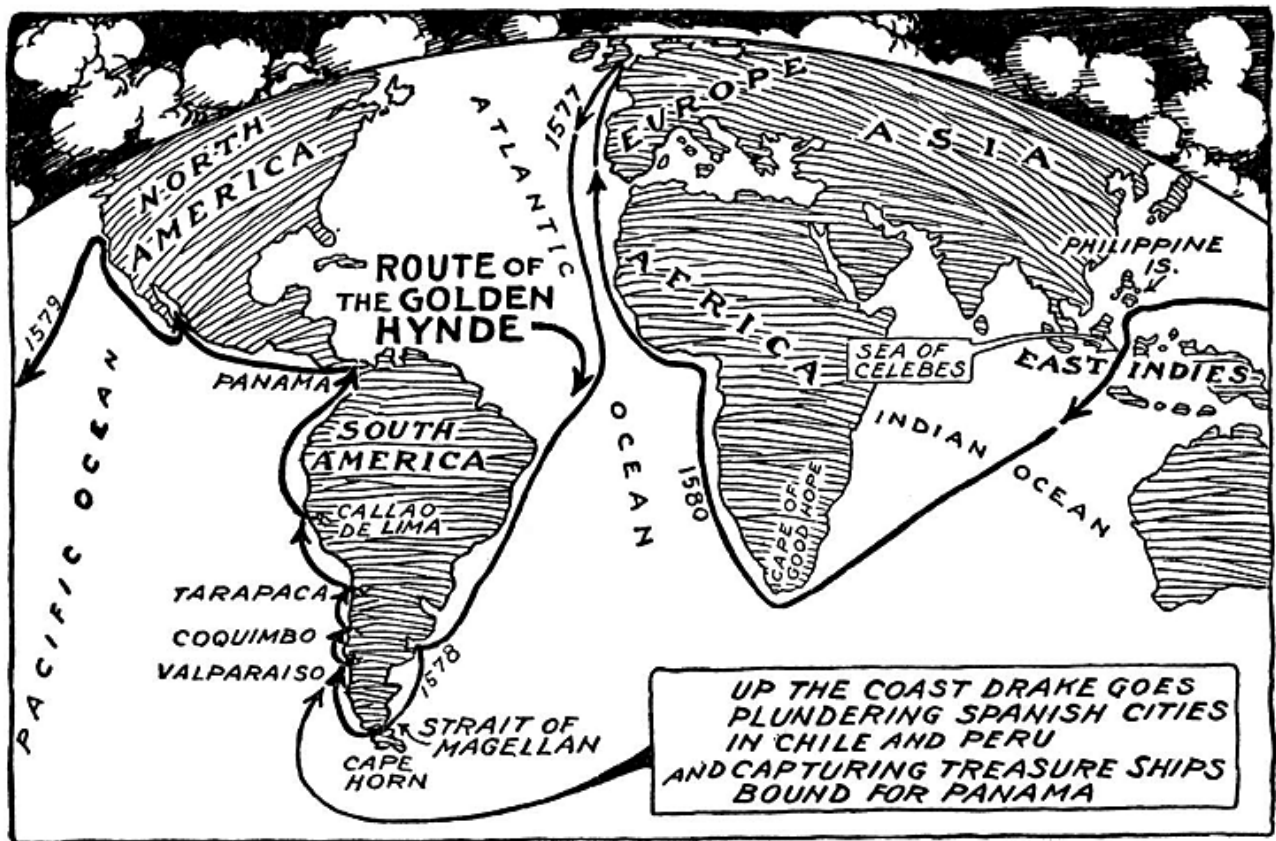 NORTH
AMERICA
ATLANTIC
OCEAN
1577
EUROPE
ASIA
AFRICA
PHILIPPINE
IS.
ROUTE OF
THE GOLDEN
HYNDE
1579
PACIFIC OCEAN
PANAMA
SEA OF
CELEBES
EAST INDIES
INDIAN OCEAN
SOUTH
AMERICA
CALLAO
DE LIMA
1580
CAPE OF
GOOD HOPE
TARAPACA
COQUIMBO
VALPARAISO
1578
STRAIT OF
MAGELLAN
CAPE
HORN
UP THE COAST DRAKE GOES
PLUNDERING SPANISH CITIES
IN CHILE AND PERU
AND CAPTURING TREASURE SHIPS
BOUND FOR PANAMA